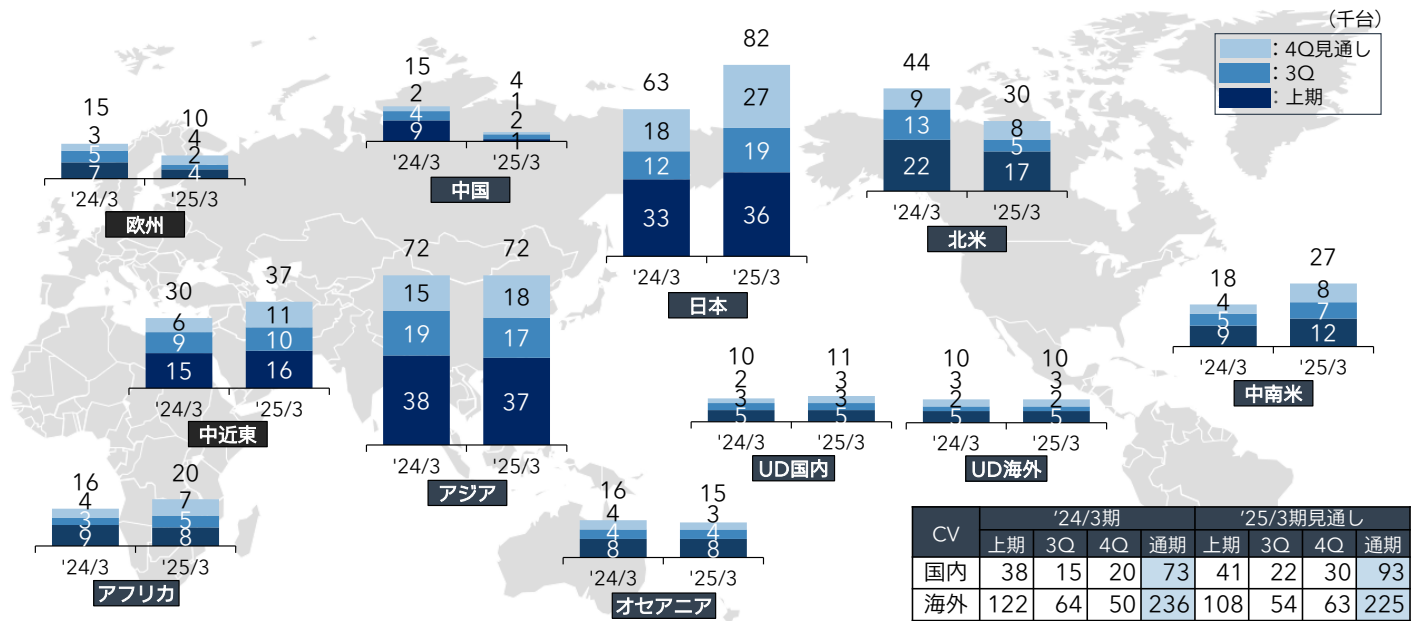 (千台)
：4Q見通し
：3Q
：上期
15 10
3 4
5 2
7 4
'24/3 '25/3
欧州
15 4
2 1
4 2
9 1
'24/3 '25/3
中国
63 82
18 27
12 19
33 36
'24/3 '25/3
日本
44 30
9 8
13 5
22 17
'24/3 '25/3
北米
30 37
6 11
9 10
15 16
'24/3 '25/3
中近東
72 72
15 18
19 17
38 37
'24/3 '25/3
アジア
18 27
4 8
5 7
9 12
'24/3 '25/3
中南米
10 11
2 3
3 3
5 5
'24/3 '25/3
UD国内
10 10
3 3
2 2
5 5
'24/3 '25/3
UD海外
16 20
4 7
3 5
9 8
'24/3 '25/3
アフリカ
16 15
4 3
4 4
8 8
'24/3 '25/3
オセアニア
CV '24/3期 '25/3期見通し
上期 3Q 4Q 通期 上期 3Q 4Q 通期
国内 38 15 20 73 41 22 30 93
海外 122 64 50 236 108 54 63 225